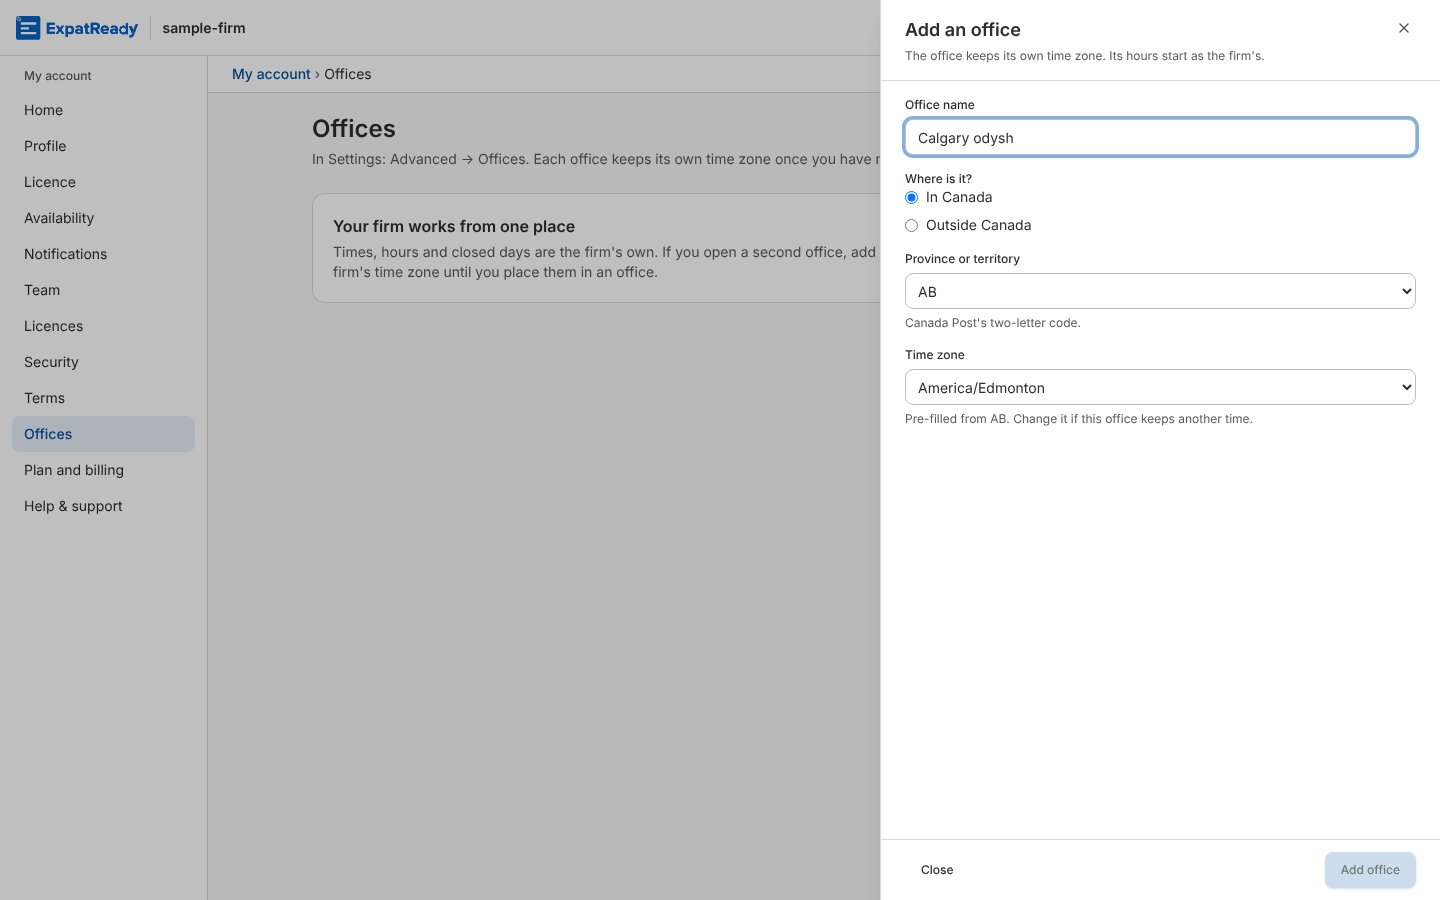 ExpatReady
sample-firm
My account
Home
Profile
Licence
Availability
Notifications
Team
Licences
Security
Terms
Offices
Plan and billing
Help & support
My account › Offices
Offices
In Settings: Advanced → Offices. Each office keeps its own time zone once you have
Your firm works from one place
Times, hours and closed days are the firm's own. If you open a second office, add
firm's time zone until you place them in an office.
Add an office
The office keeps its own time zone. Its hours start as the firm's.
Office name
Calgary odysh
Where is it?
In Canada
Outside Canada
Province or territory
AB
Canada Post's two-letter code.
Time zone
America/Edmonton
Pre-filled from AB. Change it if this office keeps another time.
Close
Add office